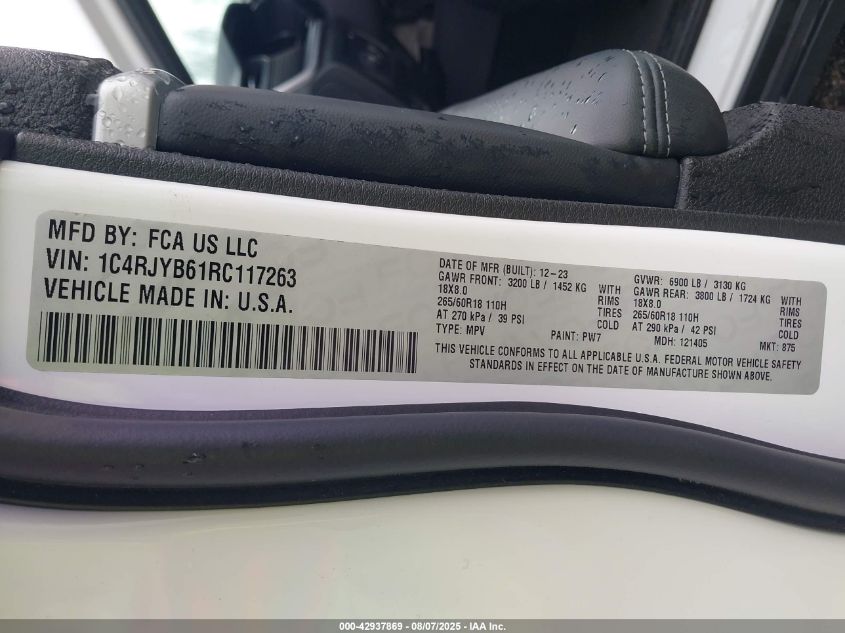 MFD BY: FCA US LLC
VIN: 1C4RJYB61RC117263
VEHICLE MADE IN: U.S.A.
DATE OF MFR (BUILT): 12-23
GAWR FRONT: 3200 LB / 1452 KG WITH
18X8.0 RIMS
265/60R18 110H TIRES
AT 270 kPa / 39 PSI COLD
TYPE: MPV PAINT: PW7
GVWR: 6900 LB / 3130 KG
GAWR REAR: 3800 LB / 1724 KG WITH
18X8.0 RIMS
265/60R18 110H TIRES
AT 290 kPa / 42 PSI COLD
MDH: 121405 MKT: 875
THIS VEHICLE CONFORMS TO ALL APPLICABLE U.S.A. FEDERAL MOTOR VEHICLE SAFETY
STANDARDS IN EFFECT ON THE DATE OF MANUFACTURE SHOWN ABOVE.
000-42937869 - 08/07/2025 - IAA Inc.